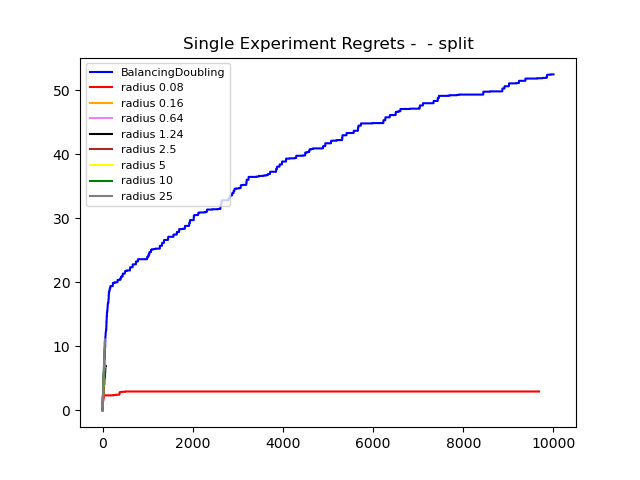 Single Experiment Regrets -  - split
BalancingDoubling
radius 0.08
radius 0.16
radius 0.64
radius 1.24
radius 2.5
radius 5
radius 10
radius 25
50
40
30
20
10
0
0 2000 4000 6000 8000 10000